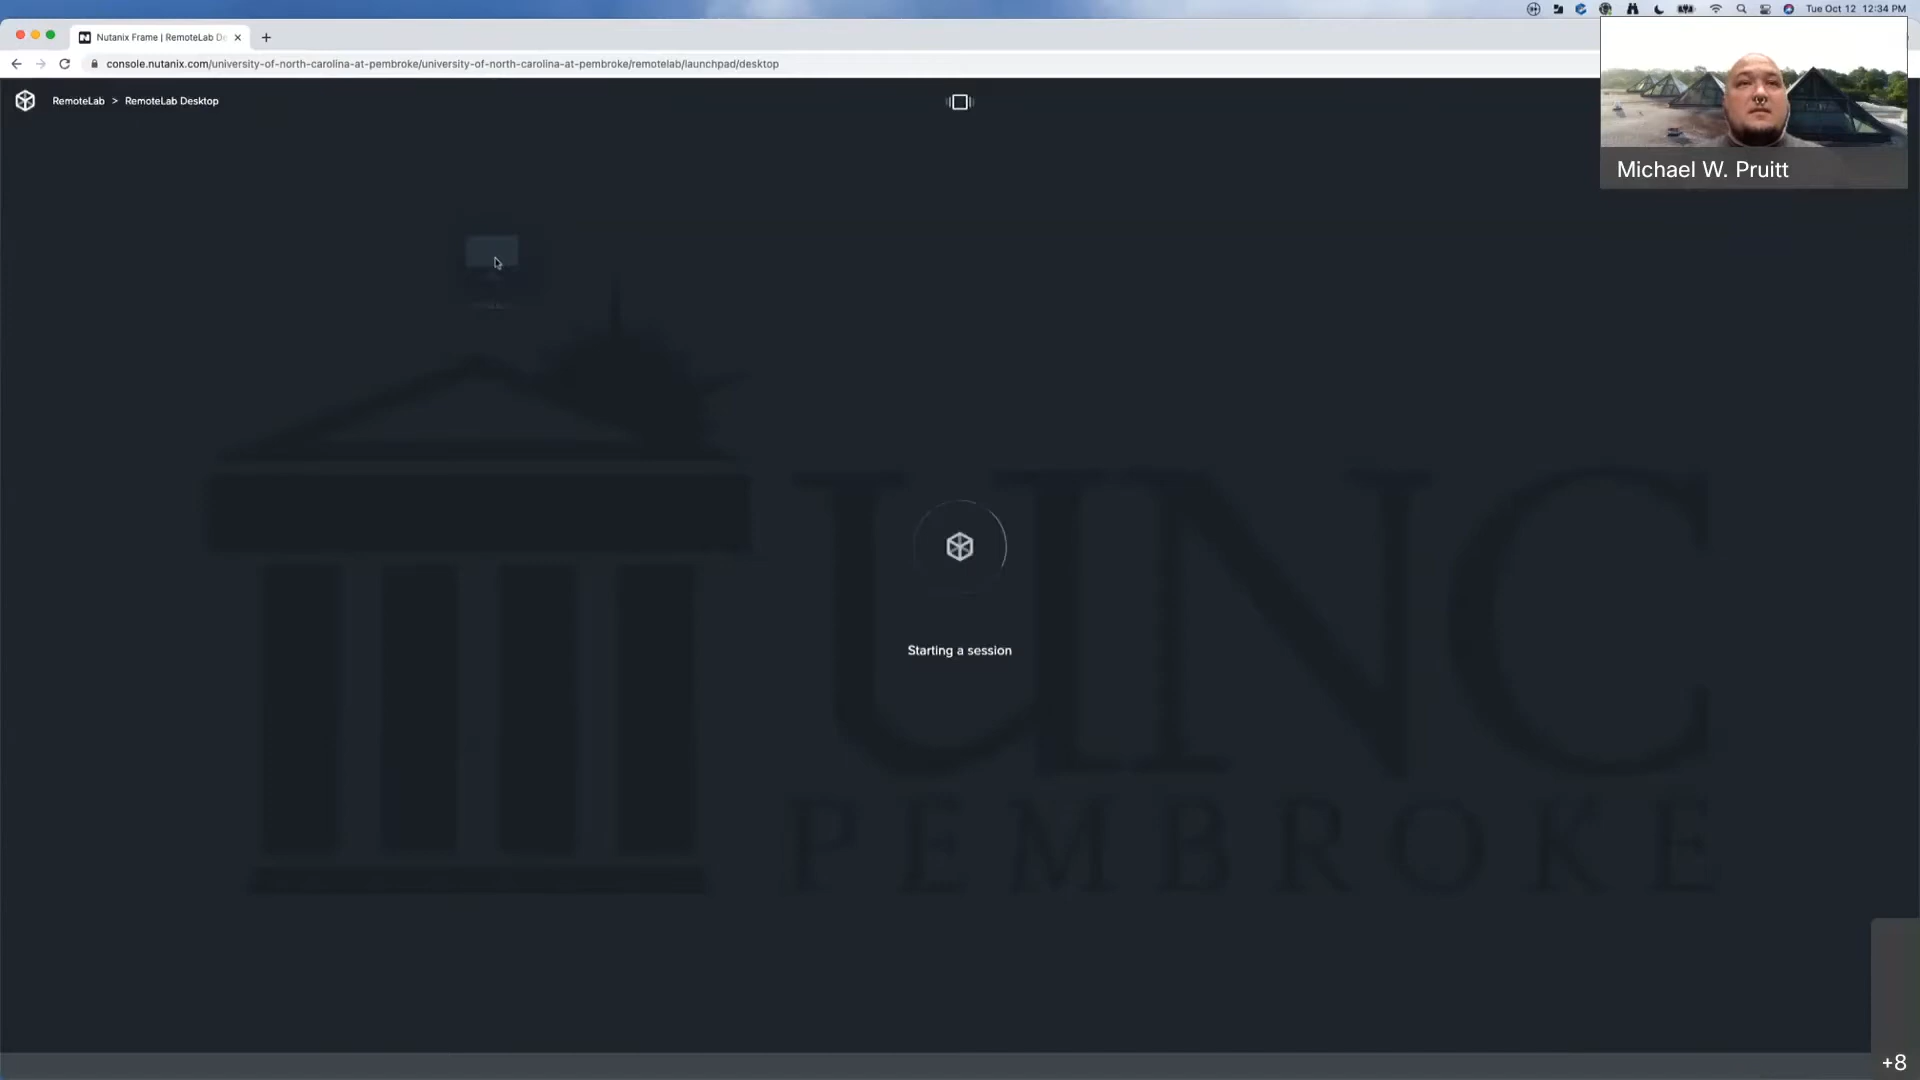 Tue Oct 12 12:34 PM
Nutanix Frame | RemoteLab De
console.nutanix.com/university-of-north-carolina-at-pembroke/university-of-north-carolina-at-pembroke/remotelab/launchpad/desktop
RemoteLab > RemoteLab Desktop
Michael W. Pruitt
UNC
PEMBROKE
Starting a session
+8